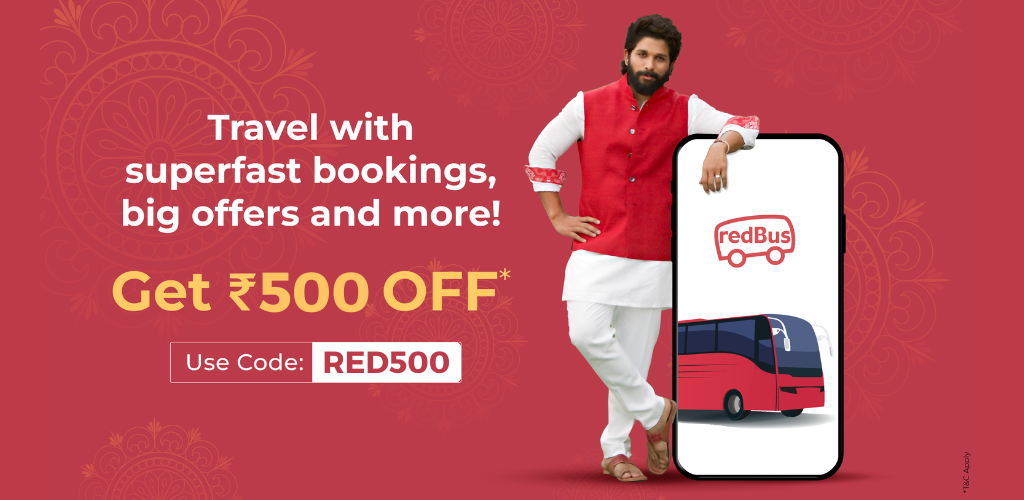 Travel with
superfast bookings,
big offers and more!
Get ₹500 OFF*
Use Code: RED500
redBus
*T&C Apply